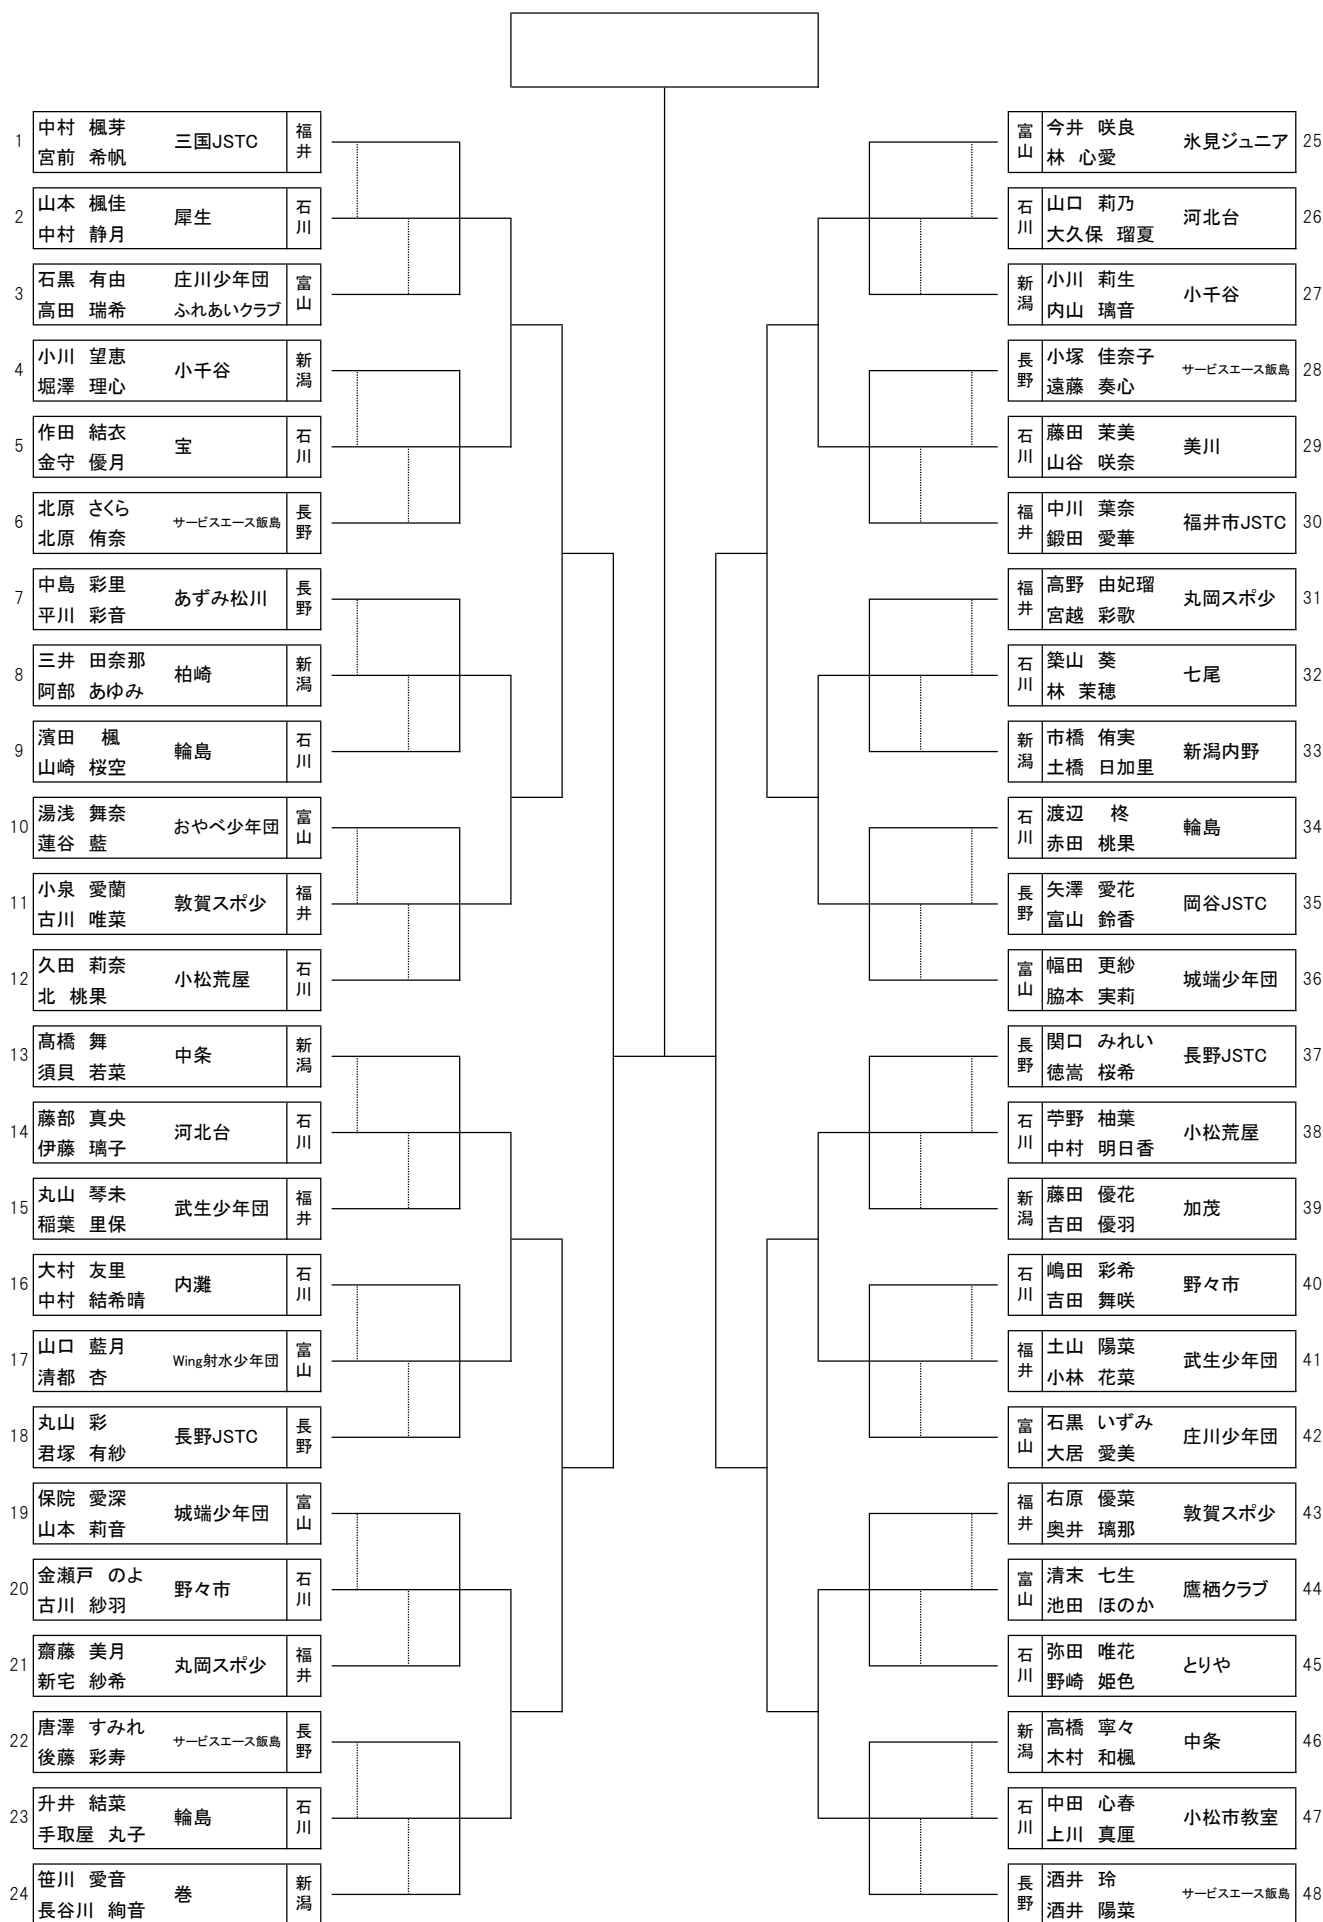 1 中村 楓芽 宮前 希帆 三国JSTC 福井
2 山本 楓佳 中村 静月 犀生 石川
3 石黒 有由 高田 瑞希 庄川少年団 ふれあいクラブ 富山
4 小川 望恵 堀澤 理心 小千谷 新潟
5 作田 結衣 金守 優月 宝 石川
6 北原 さくら 北原 侑奈 サービスエース飯島 長野
7 中島 彩里 平川 彩音 あずみ松川 長野
8 三井 田奈那 阿部 あゆみ 柏崎 新潟
9 濱田 楓 山崎 桜空 輪島 石川
10 湯浅 舞奈 蓮谷 藍 おやべ少年団 富山
11 小泉 愛蘭 古川 唯菜 敦賀スポ少 福井
12 久田 莉奈 北 桃果 小松荒屋 石川
13 髙橋 舞 須貝 若菜 中条 新潟
14 藤部 真央 伊藤 璃子 河北台 石川
15 丸山 琴未 稲葉 里保 武生少年団 福井
16 大村 友里 中村 結希晴 内灘 石川
17 山口 藍月 清都 杏 Wing射水少年団 富山
18 丸山 彩 君塚 有紗 長野JSTC 長野
19 保院 愛深 山本 莉音 城端少年団 富山
20 金瀬戸 のよ 古川 紗羽 野々市 石川
21 齋藤 美月 新宅 紗希 丸岡スポ少 福井
22 唐澤 すみれ 後藤 彩寿 サービスエース飯島 長野
23 升井 結菜 手取屋 丸子 輪島 石川
24 笹川 愛音 長谷川 絢音 巻 新潟
富山 今井 咲良 林 心愛 氷見ジュニア 25
石川 山口 莉乃 大久保 瑠夏 河北台 26
新潟 小川 莉生 内山 璃音 小千谷 27
長野 小塚 佳奈子 遠藤 奏心 サービスエース飯島 28
石川 藤田 茉美 山谷 咲奈 美川 29
福井 中川 葉奈 鍛田 愛華 福井市JSTC 30
福井 高野 由妃瑠 宮越 彩歌 丸岡スポ少 31
石川 築山 葵 林 茉穂 七尾 32
新潟 市橋 侑実 土橋 日加里 新潟内野 33
石川 渡辺 柊 赤田 桃果 輪島 34
長野 矢澤 愛花 富山 鈴香 岡谷JSTC 35
富山 幅田 更紗 脇本 実莉 城端少年団 36
長野 関口 みれい 徳嵩 桜希 長野JSTC 37
石川 苧野 柚葉 中村 明日香 小松荒屋 38
新潟 藤田 優花 吉田 優羽 加茂 39
石川 嶋田 彩希 吉田 舞咲 野々市 40
福井 土山 陽菜 小林 花菜 武生少年団 41
富山 石黒 いずみ 大居 愛美 庄川少年団 42
福井 右原 優菜 奥井 璃那 敦賀スポ少 43
富山 清末 七生 池田 ほのか 鷹栖クラブ 44
石川 弥田 唯花 野崎 姫色 とりや 45
新潟 高橋 寧々 木村 和楓 中条 46
石川 中田 心春 上川 真厘 小松市教室 47
長野 酒井 玲 酒井 陽菜 サービスエース飯島 48